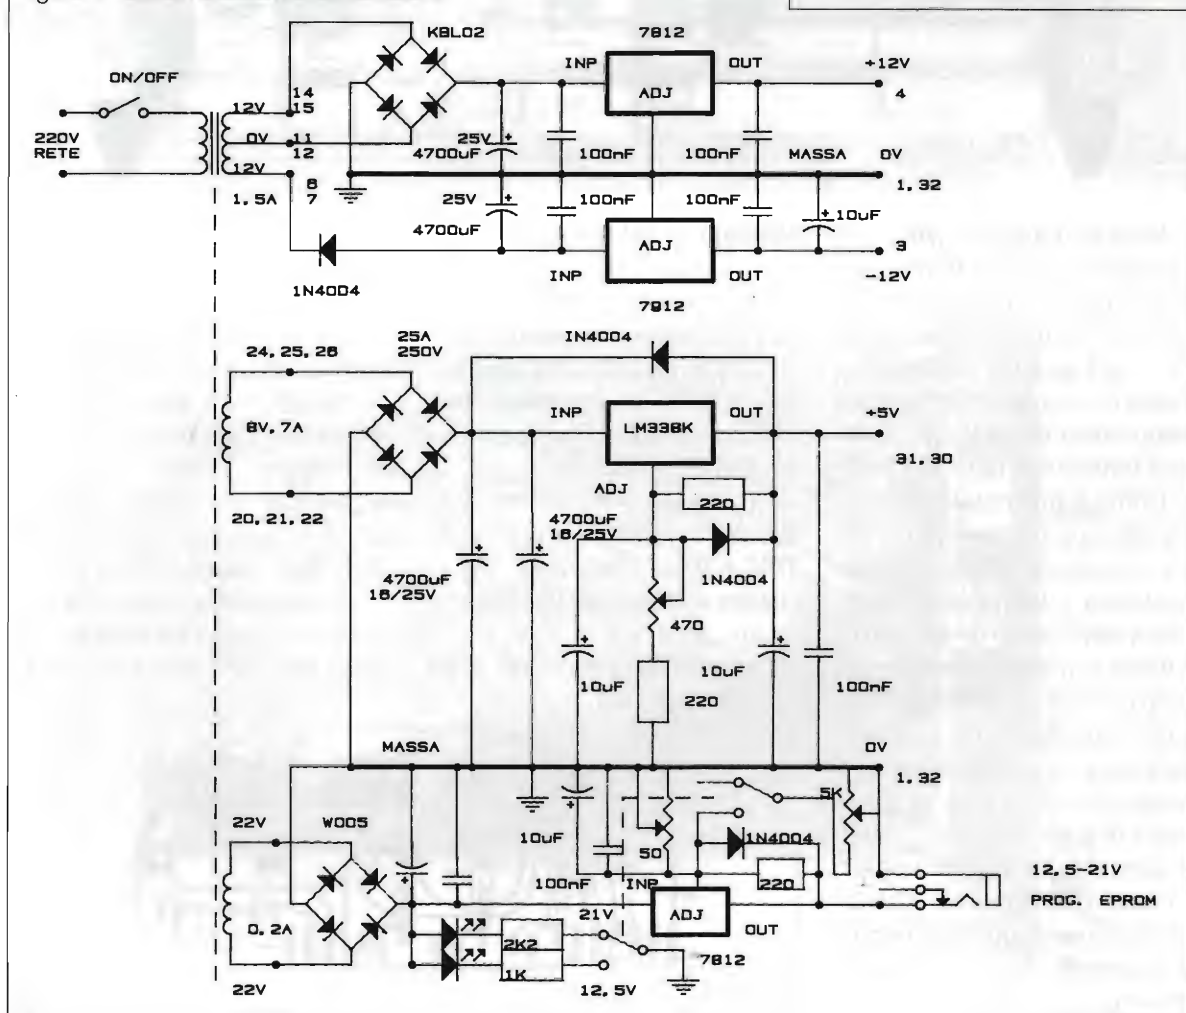 KBL02
7812
ON/OFF
INP
OUT
+12V
ADJ
4
14
12V
15
220V
RETE
0V
11
12
25V
4700uF
100nF
100nF
MASSA
0V
12V
8
7
1.5A
1.32
25V
100nF
100nF
10uF
4700uF
ADJ
3
INP
OUT
-12V
1N4004
7912
24,25,26
25A
250V
IN4004
8V,7A
INP
OUT
LM338K
+5V
31,30
ADJ
220
20,21,22
4700uF
16/25V
4700uF
16/25V
1N4004
470
10uF
220
10uF
100nF
MASSA
0V
1.32
22V
W005
5K
10uF
50
1N4004
100nF
INP
220
12,5-21V
PROG. EPROM
0.2A
21V
ADJ
OUT
2K2
1K
7812
22V
12,5V